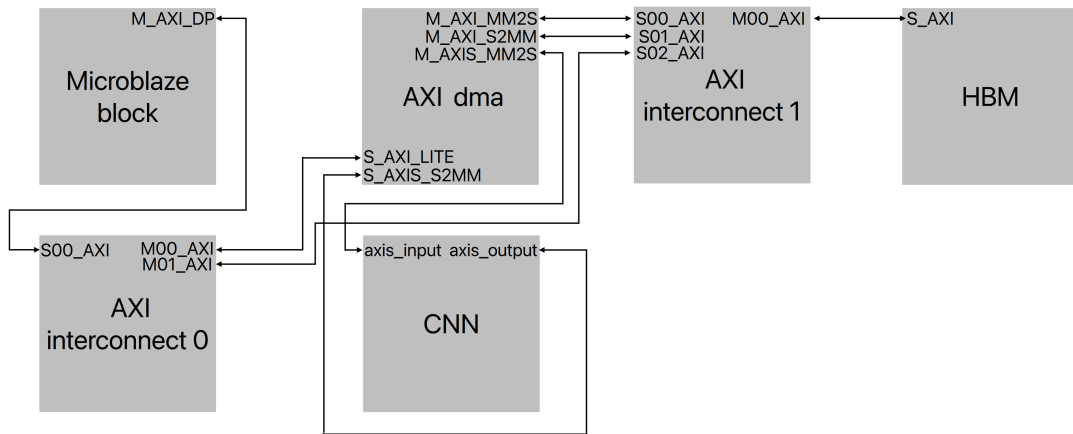 M_AXI_DP
Microblaze
block
M_AXI_MM2S
M_AXI_S2MM
M_AXIS_MM2S
AXI dma
S_AXI_LITE
S_AXIS_S2MM
S00_AXI M00_AXI
S01_AXI
S02_AXI
AXI
interconnect 1
S_AXI
HBM
S00_AXI M00_AXI
M01_AXI
AXI
interconnect 0
axis_input axis_output
CNN